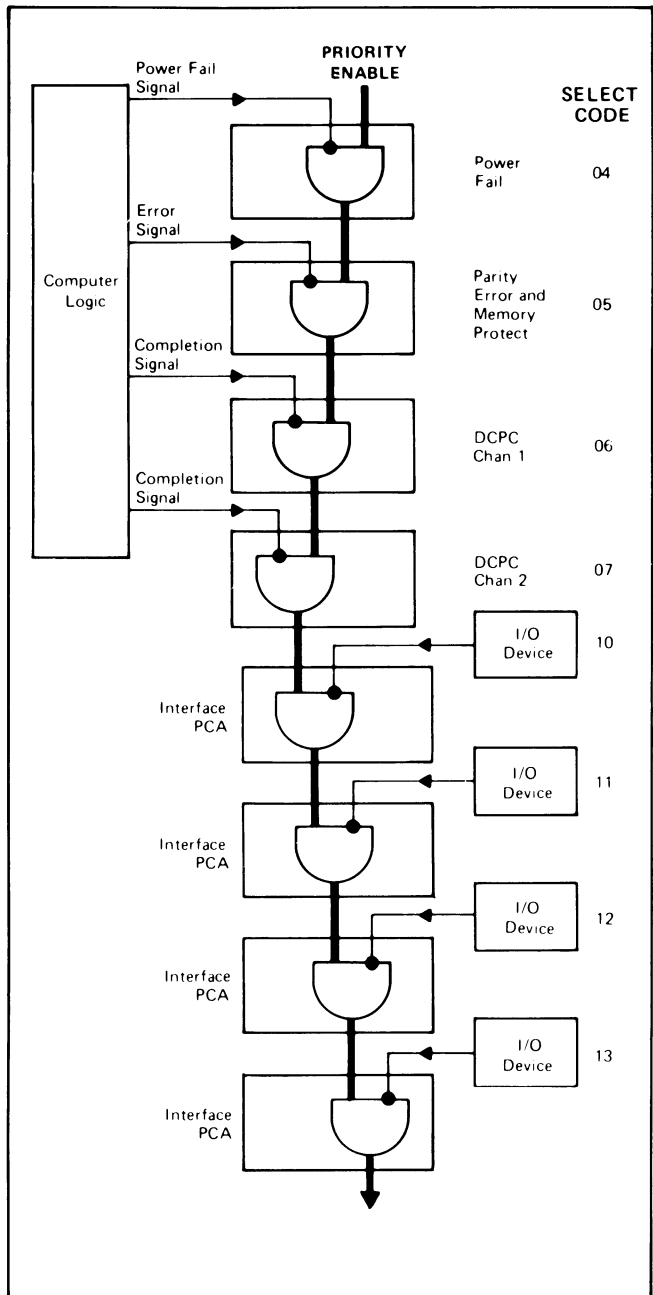 PRIORITY
ENABLE
SELECT
CODE
Power Fail
Signal
Power
Fail
04
Error
Signal
Computer
Logic
Parity
Error and
Memory
Protect
05
Completion
Signal
DCPC
Chan 1
06
Completion
Signal
DCPC
Chan 2
07
I/O
Device
10
Interface
PCA
I/O
Device
11
Interface
PCA
I/O
Device
12
Interface
PCA
I/O
Device
13
Interface
PCA